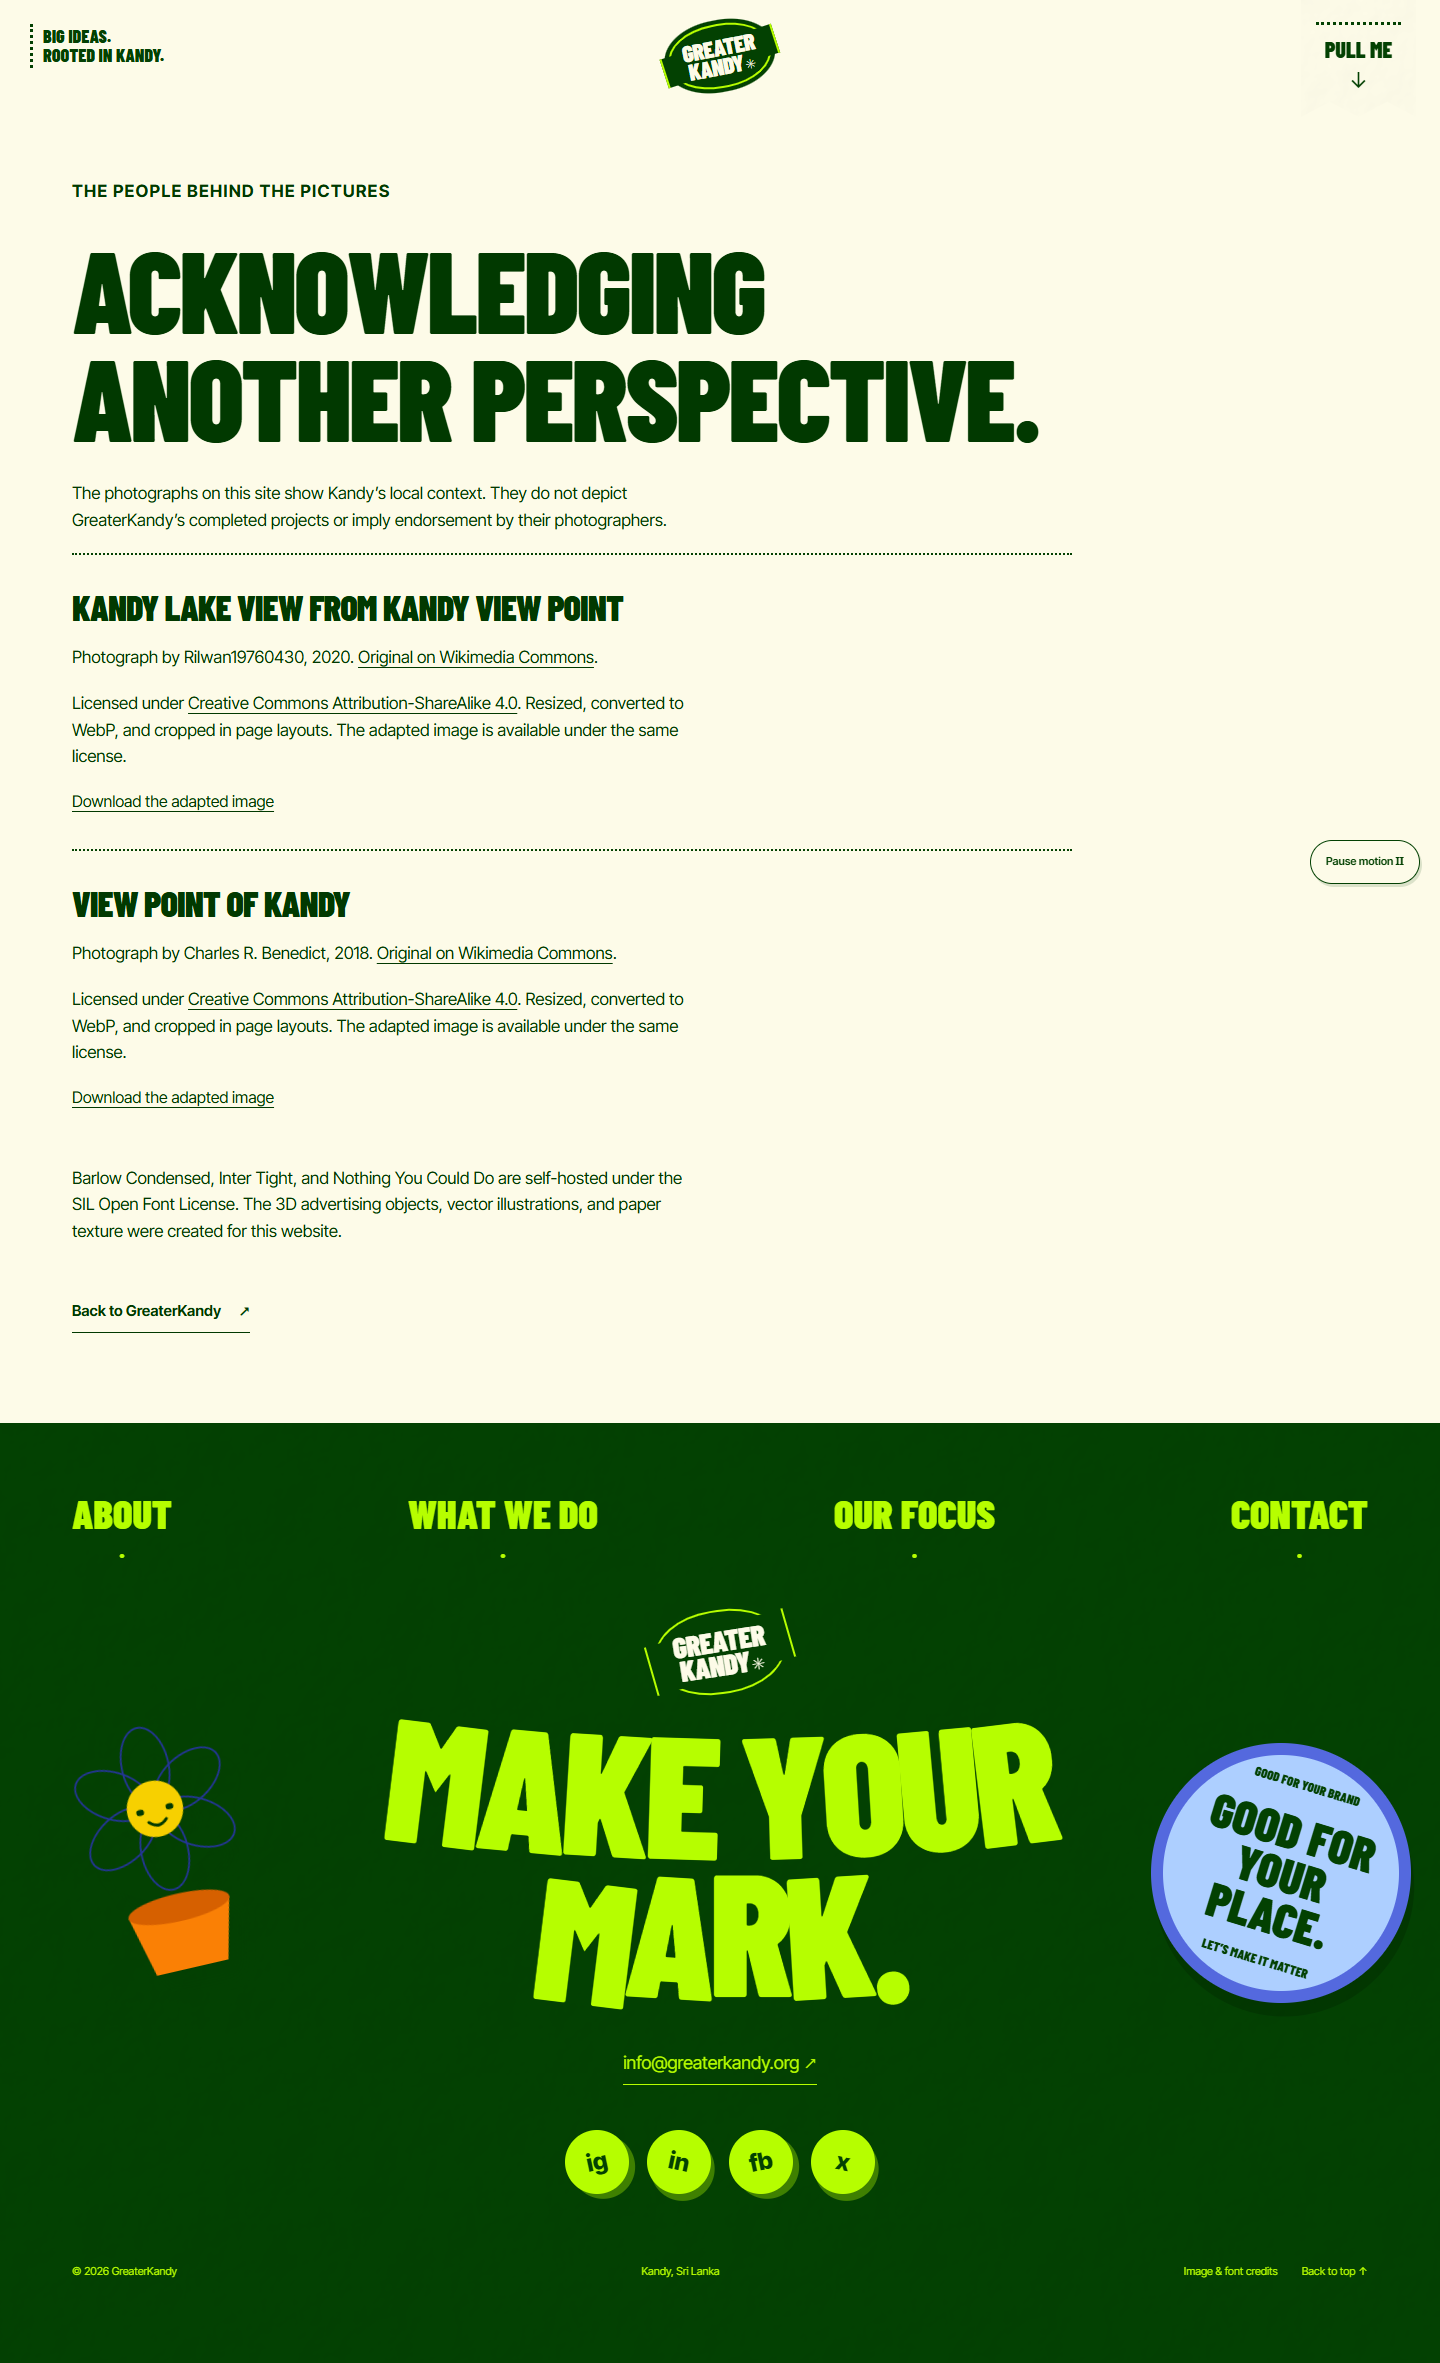 BIG IDEAS.
ROOTED IN KANDY.
GREATER
KANDY
PULL ME
↓
THE PEOPLE BEHIND THE PICTURES
ACKNOWLEDGING
ANOTHER PERSPECTIVE.
The photographs on this site show Kandy’s local context. They do not depict
GreaterKandy’s completed projects or imply endorsement by their photographers.
KANDY LAKE VIEW FROM KANDY VIEW POINT
Photograph by Rilwan19760430, 2020. Original on Wikimedia Commons.
Licensed under Creative Commons Attribution-ShareAlike 4.0. Resized, converted to
WebP, and cropped in page layouts. The adapted image is available under the same
license.
Download the adapted image
Pause motion II
VIEW POINT OF KANDY
Photograph by Charles R. Benedict, 2018. Original on Wikimedia Commons.
Licensed under Creative Commons Attribution-ShareAlike 4.0. Resized, converted to
WebP, and cropped in page layouts. The adapted image is available under the same
license.
Download the adapted image
Barlow Condensed, Inter Tight, and Nothing You Could Do are self-hosted under the
SIL Open Font License. The 3D advertising objects, vector illustrations, and paper
texture were created for this website.
Back to GreaterKandy ↗
ABOUT
WHAT WE DO
OUR FOCUS
CONTACT
GREATER
KANDY
MAKE YOUR
MARK.
GOOD FOR YOUR BRAND
GOOD FOR
YOUR
PLACE.
LET'S MAKE IT MATTER
info@greaterkandy.org ↗
ig
in
fb
x
© 2026 GreaterKandy
Kandy, Sri Lanka
Image & font credits
Back to top ↑